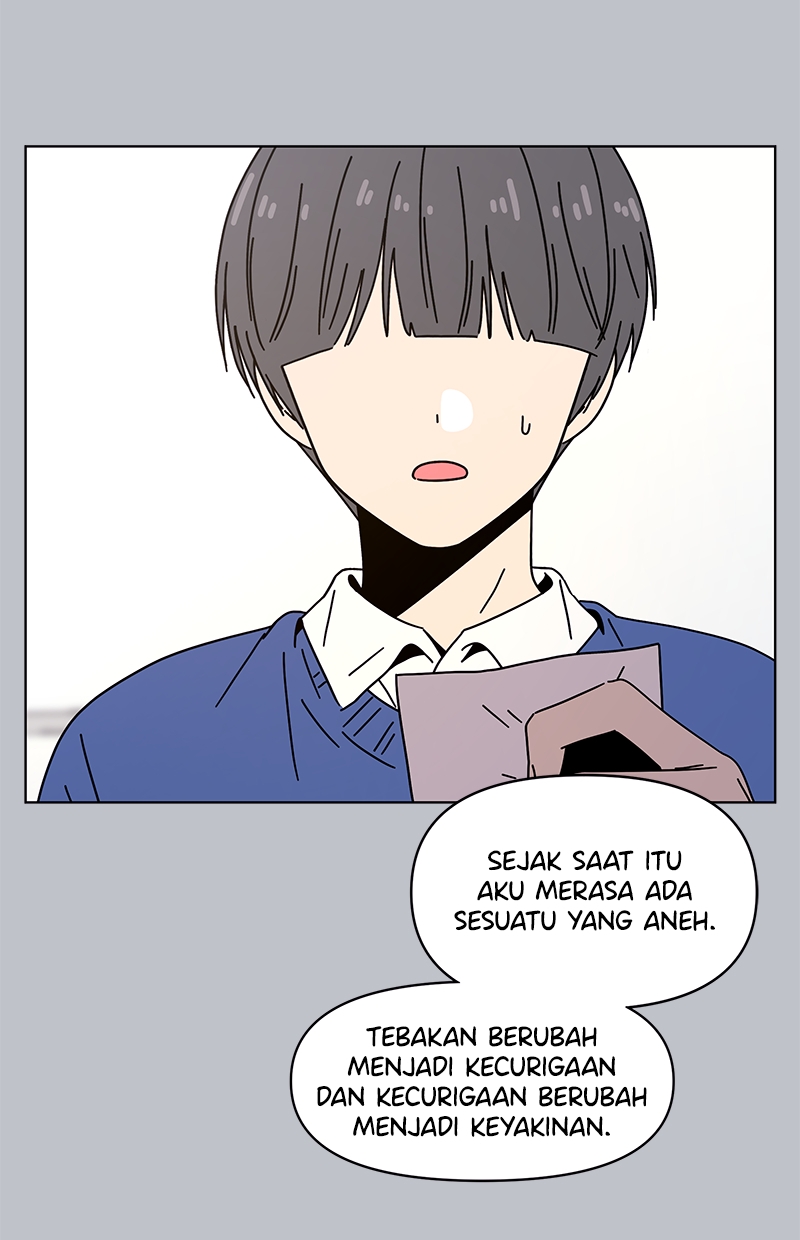 SEJAK SAAT ITU
AKU MERASA ADA
SESUATU YANG ANEH.
TEBAKAN BERUBAH
MENJADI KECURIGAAN
DAN KECURIGAAN BERUBAH
MENJADI KEYAKINAN.